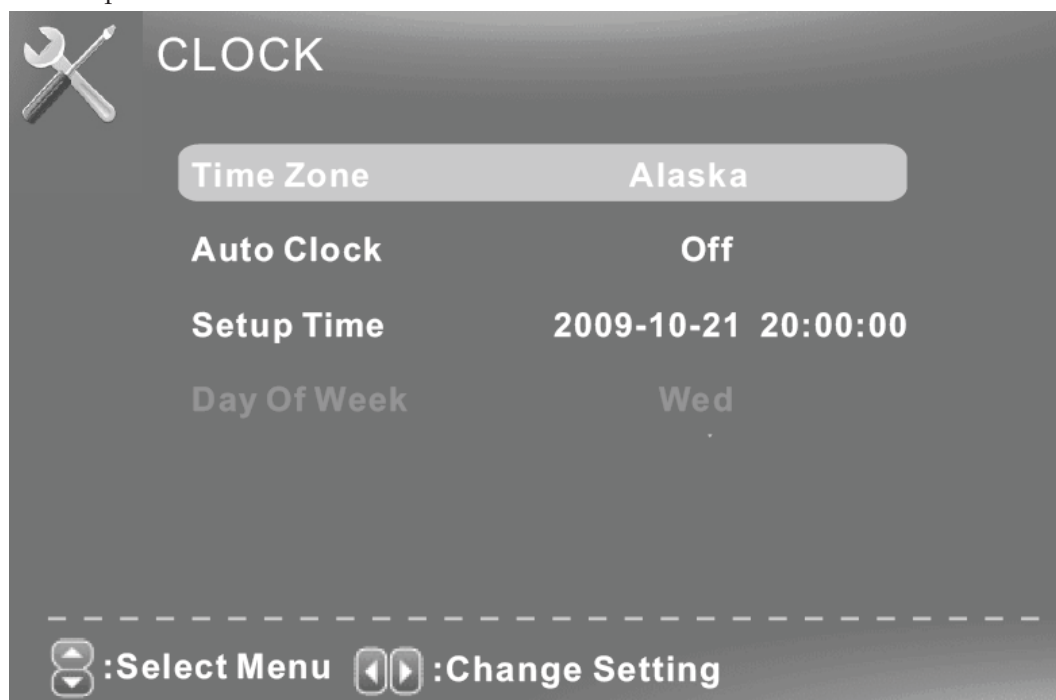 CLOCK
Time Zone Alaska
Auto Clock Off
Setup Time 2009-10-21 20:00:00
Day Of Week Wed
:Select Menu :Change Setting